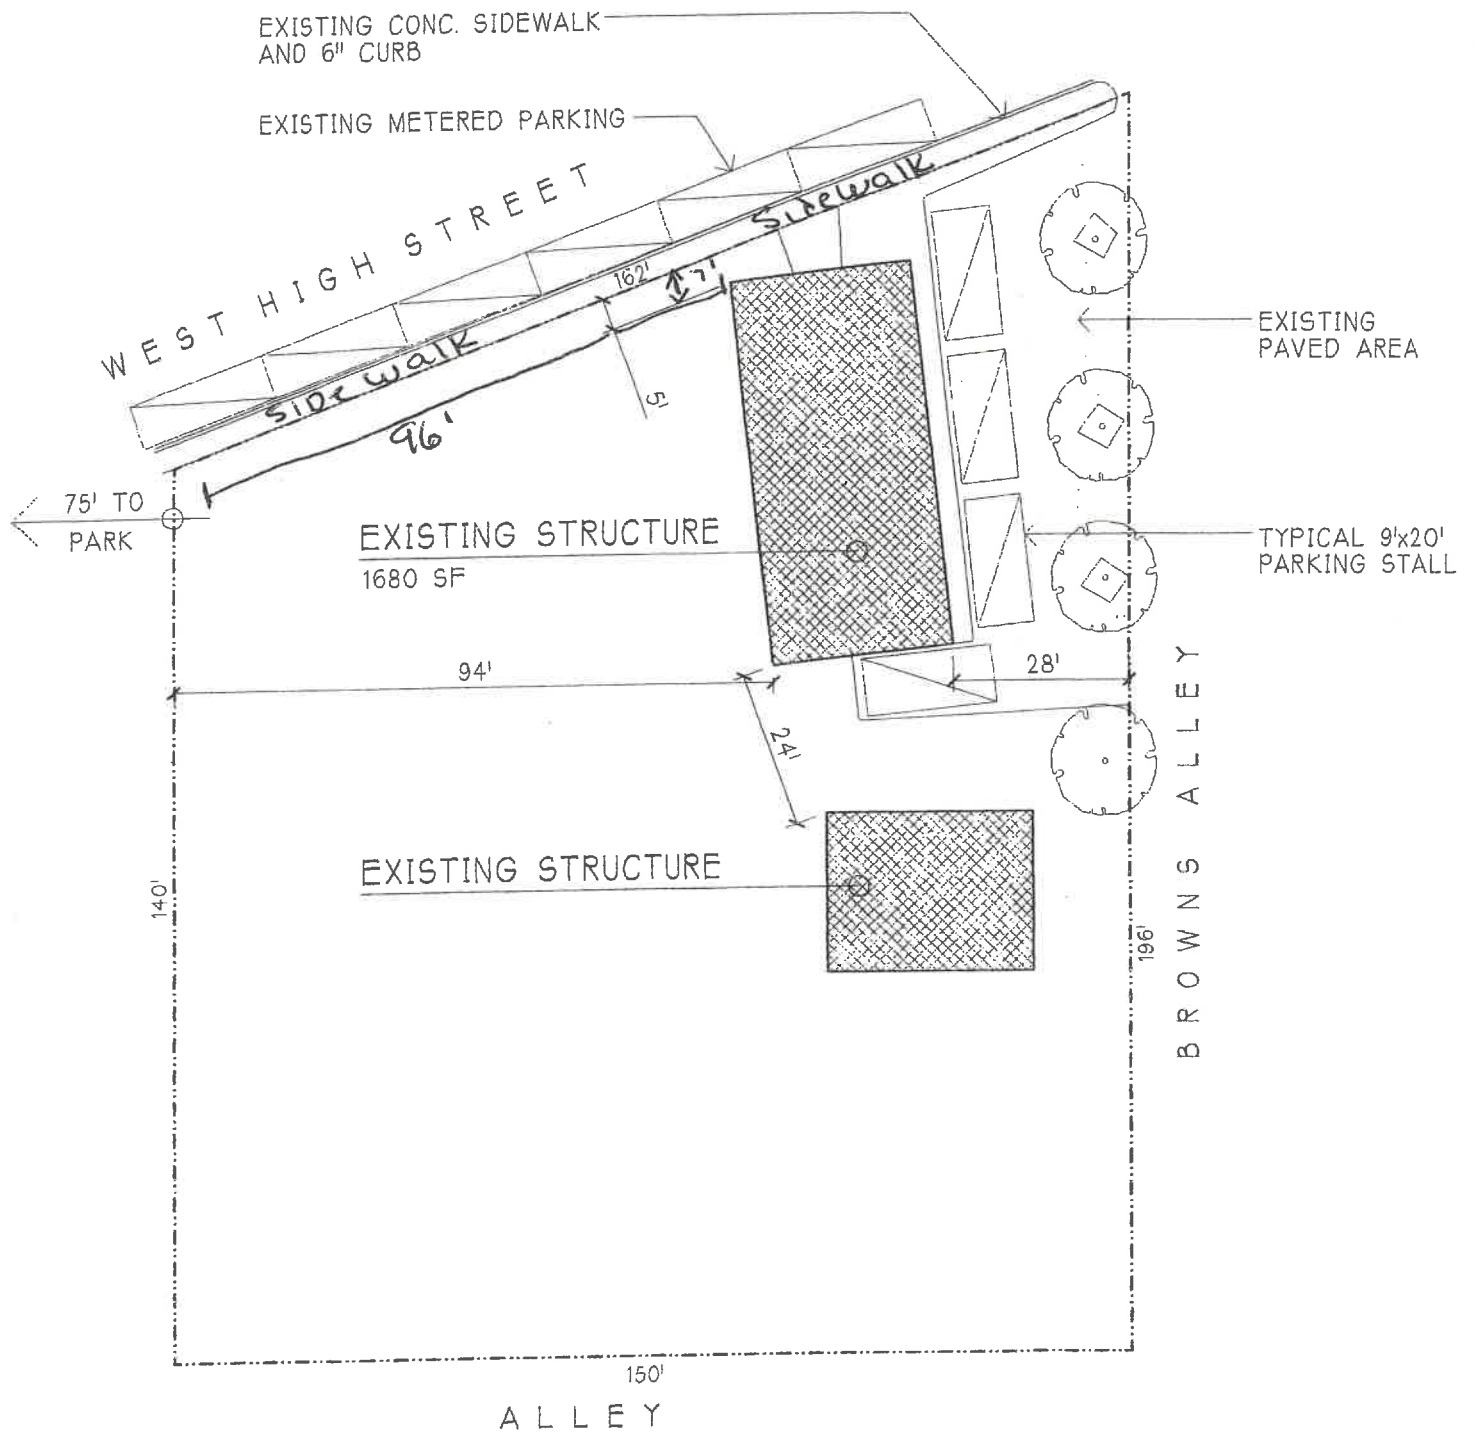 EXISTING CONC. SIDEWALK
AND 6" CURB
EXISTING METERED PARKING
WEST HIGH STREET
Sidewalk
162'
7'
SIDewalk
96'
5'
EXISTING
PAVED AREA
75' TO
PARK
EXISTING STRUCTURE
1680 SF
TYPICAL 9'x20'
PARKING STALL
94'
28'
24'
EXISTING STRUCTURE
140'
196'
BROWNS ALLEY
150'
ALLEY